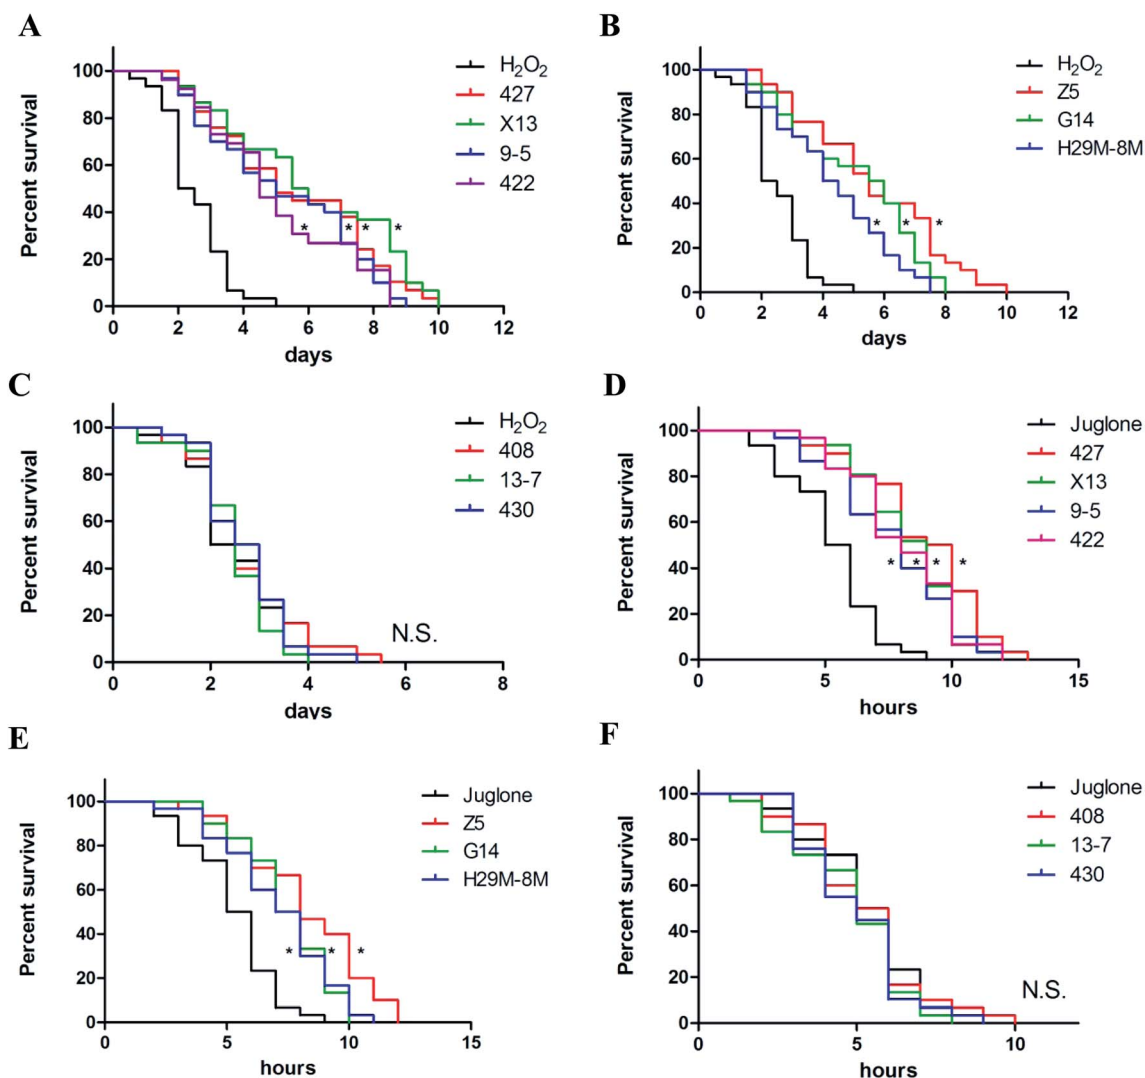 A
100
80
60
40
20
0
Percent survival
0 2 4 6 8 10 12
days
H₂O₂
427
X13
9-5
422
* * * *
B
100
80
60
40
20
0
Percent survival
0 2 4 6 8 10 12
days
H₂O₂
Z5
G14
H29M-8M
* * *
C
100
80
60
40
20
0
Percent survival
0 2 4 6 8
days
H₂O₂
408
13-7
430
N.S.
D
100
80
60
40
20
0
Percent survival
0 5 10 15
hours
Juglone
427
X13
9-5
422
* * * *
E
100
80
60
40
20
0
Percent survival
0 5 10 15
hours
Juglone
Z5
G14
H29M-8M
* * *
F
100
80
60
40
20
0
Percent survival
0 5 10
hours
Juglone
408
13-7
430
N.S.